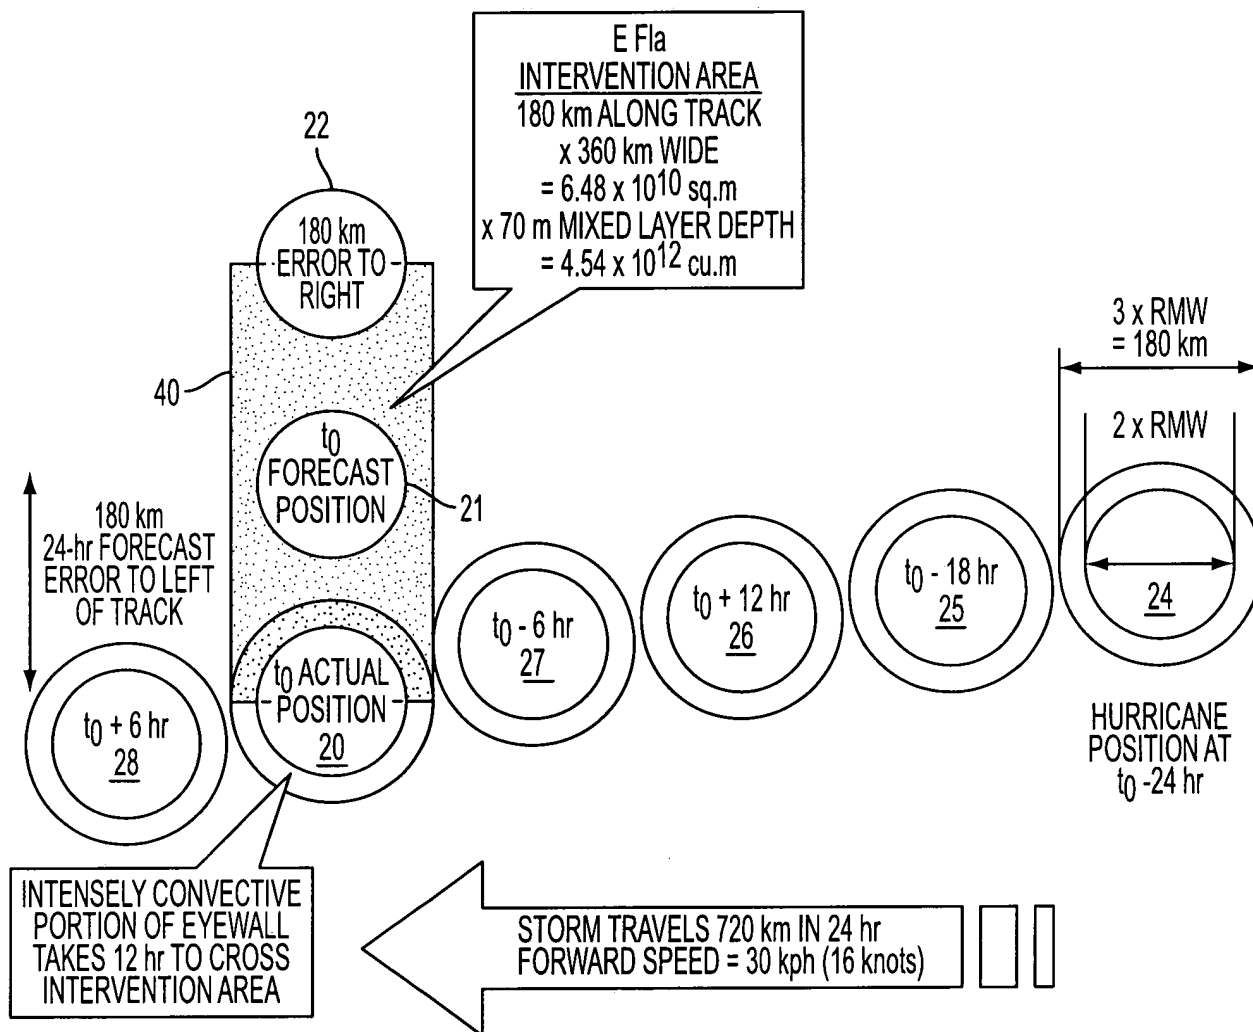 E Fla
INTERVENTION AREA
180 km ALONG TRACK
x 360 km WIDE
= 6.48 x 10^10 sq.m
x 70 m MIXED LAYER DEPTH
= 4.54 x 10^12 cu.m
22
180 km
ERROR TO
RIGHT
40
t0
FORECAST
POSITION
21
180 km
24-hr FORECAST
ERROR TO LEFT
OF TRACK
3 x RMW
= 180 km
2 x RMW
24
t0 - 18 hr
25
t0 + 12 hr
26
t0 - 6 hr
27
t0 ACTUAL
POSITION
20
t0 + 6 hr
28
HURRICANE
POSITION AT
t0 -24 hr
INTENSELY CONVECTIVE
PORTION OF EYEWALL
TAKES 12 hr TO CROSS
INTERVENTION AREA
STORM TRAVELS 720 km IN 24 hr
FORWARD SPEED = 30 kph (16 knots)